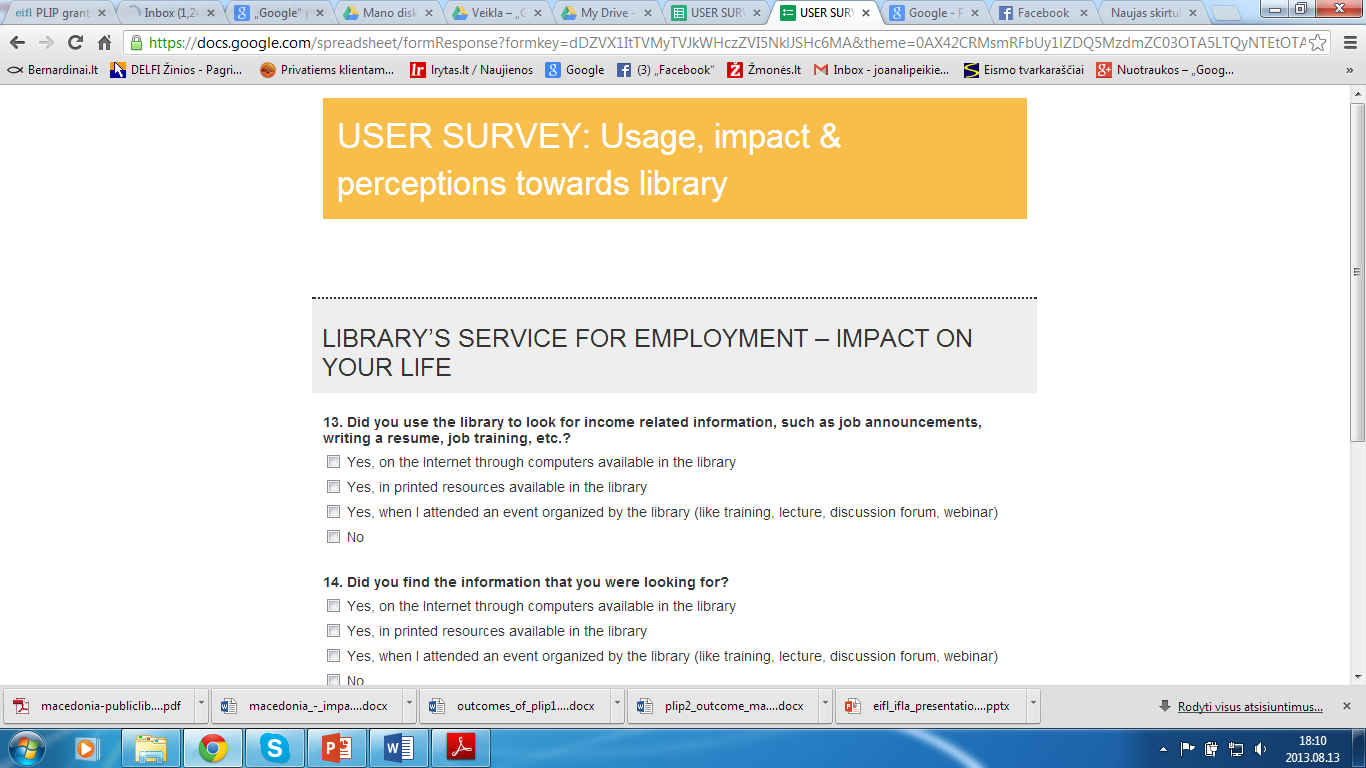 eifl PLIP grant
Inbox (1,24
„Google“ p
Mano disk
Veikla – „G
My Drive -
USER SUR
USER SUR
Google - P
Facebook
Naujas skirtu
https://docs.google.com/spreadsheet/formResponse?formkey=dDZVX1ItTVMyTVJkWHczZVI5NklJSHc6MA&theme=0AX42CRMsmRFbUy1lZDQ5MzdmZC03OTA5LTQyNTEtOTA
Bernardinai.lt
DELFI Žinios - Pagri...
Privatiems klientam...
lr lrytas.lt / Naujienos
Google
(3) „Facebook“
Ž Žmonės.lt
Inbox - joanalipeikie...
Eismo tvarkaraščiai
Nuotraukos – „Goog...
»
USER SURVEY: Usage, impact &
perceptions towards library
LIBRARY’S SERVICE FOR EMPLOYMENT – IMPACT ON
YOUR LIFE
13. Did you use the library to look for income related information, such as job announcements,
writing a resume, job training, etc.?
Yes, on the Internet through computers available in the library
Yes, in printed resources available in the library
Yes, when I attended an event organized by the library (like training, lecture, discussion forum, webinar)
No
14. Did you find the information that you were looking for?
Yes, on the Internet through computers available in the library
Yes, in printed resources available in the library
Yes, when I attended an event organized by the library (like training, lecture, discussion forum, webinar)
No
macedonia-publiclib....pdf
macedonia_-_impa....docx
outcomes_of_plip1....docx
plip2_outcome_ma....docx
eifl_ifla_presentatio....pptx
Rodyti visus atsisiuntimus...
18:10
2013.08.13